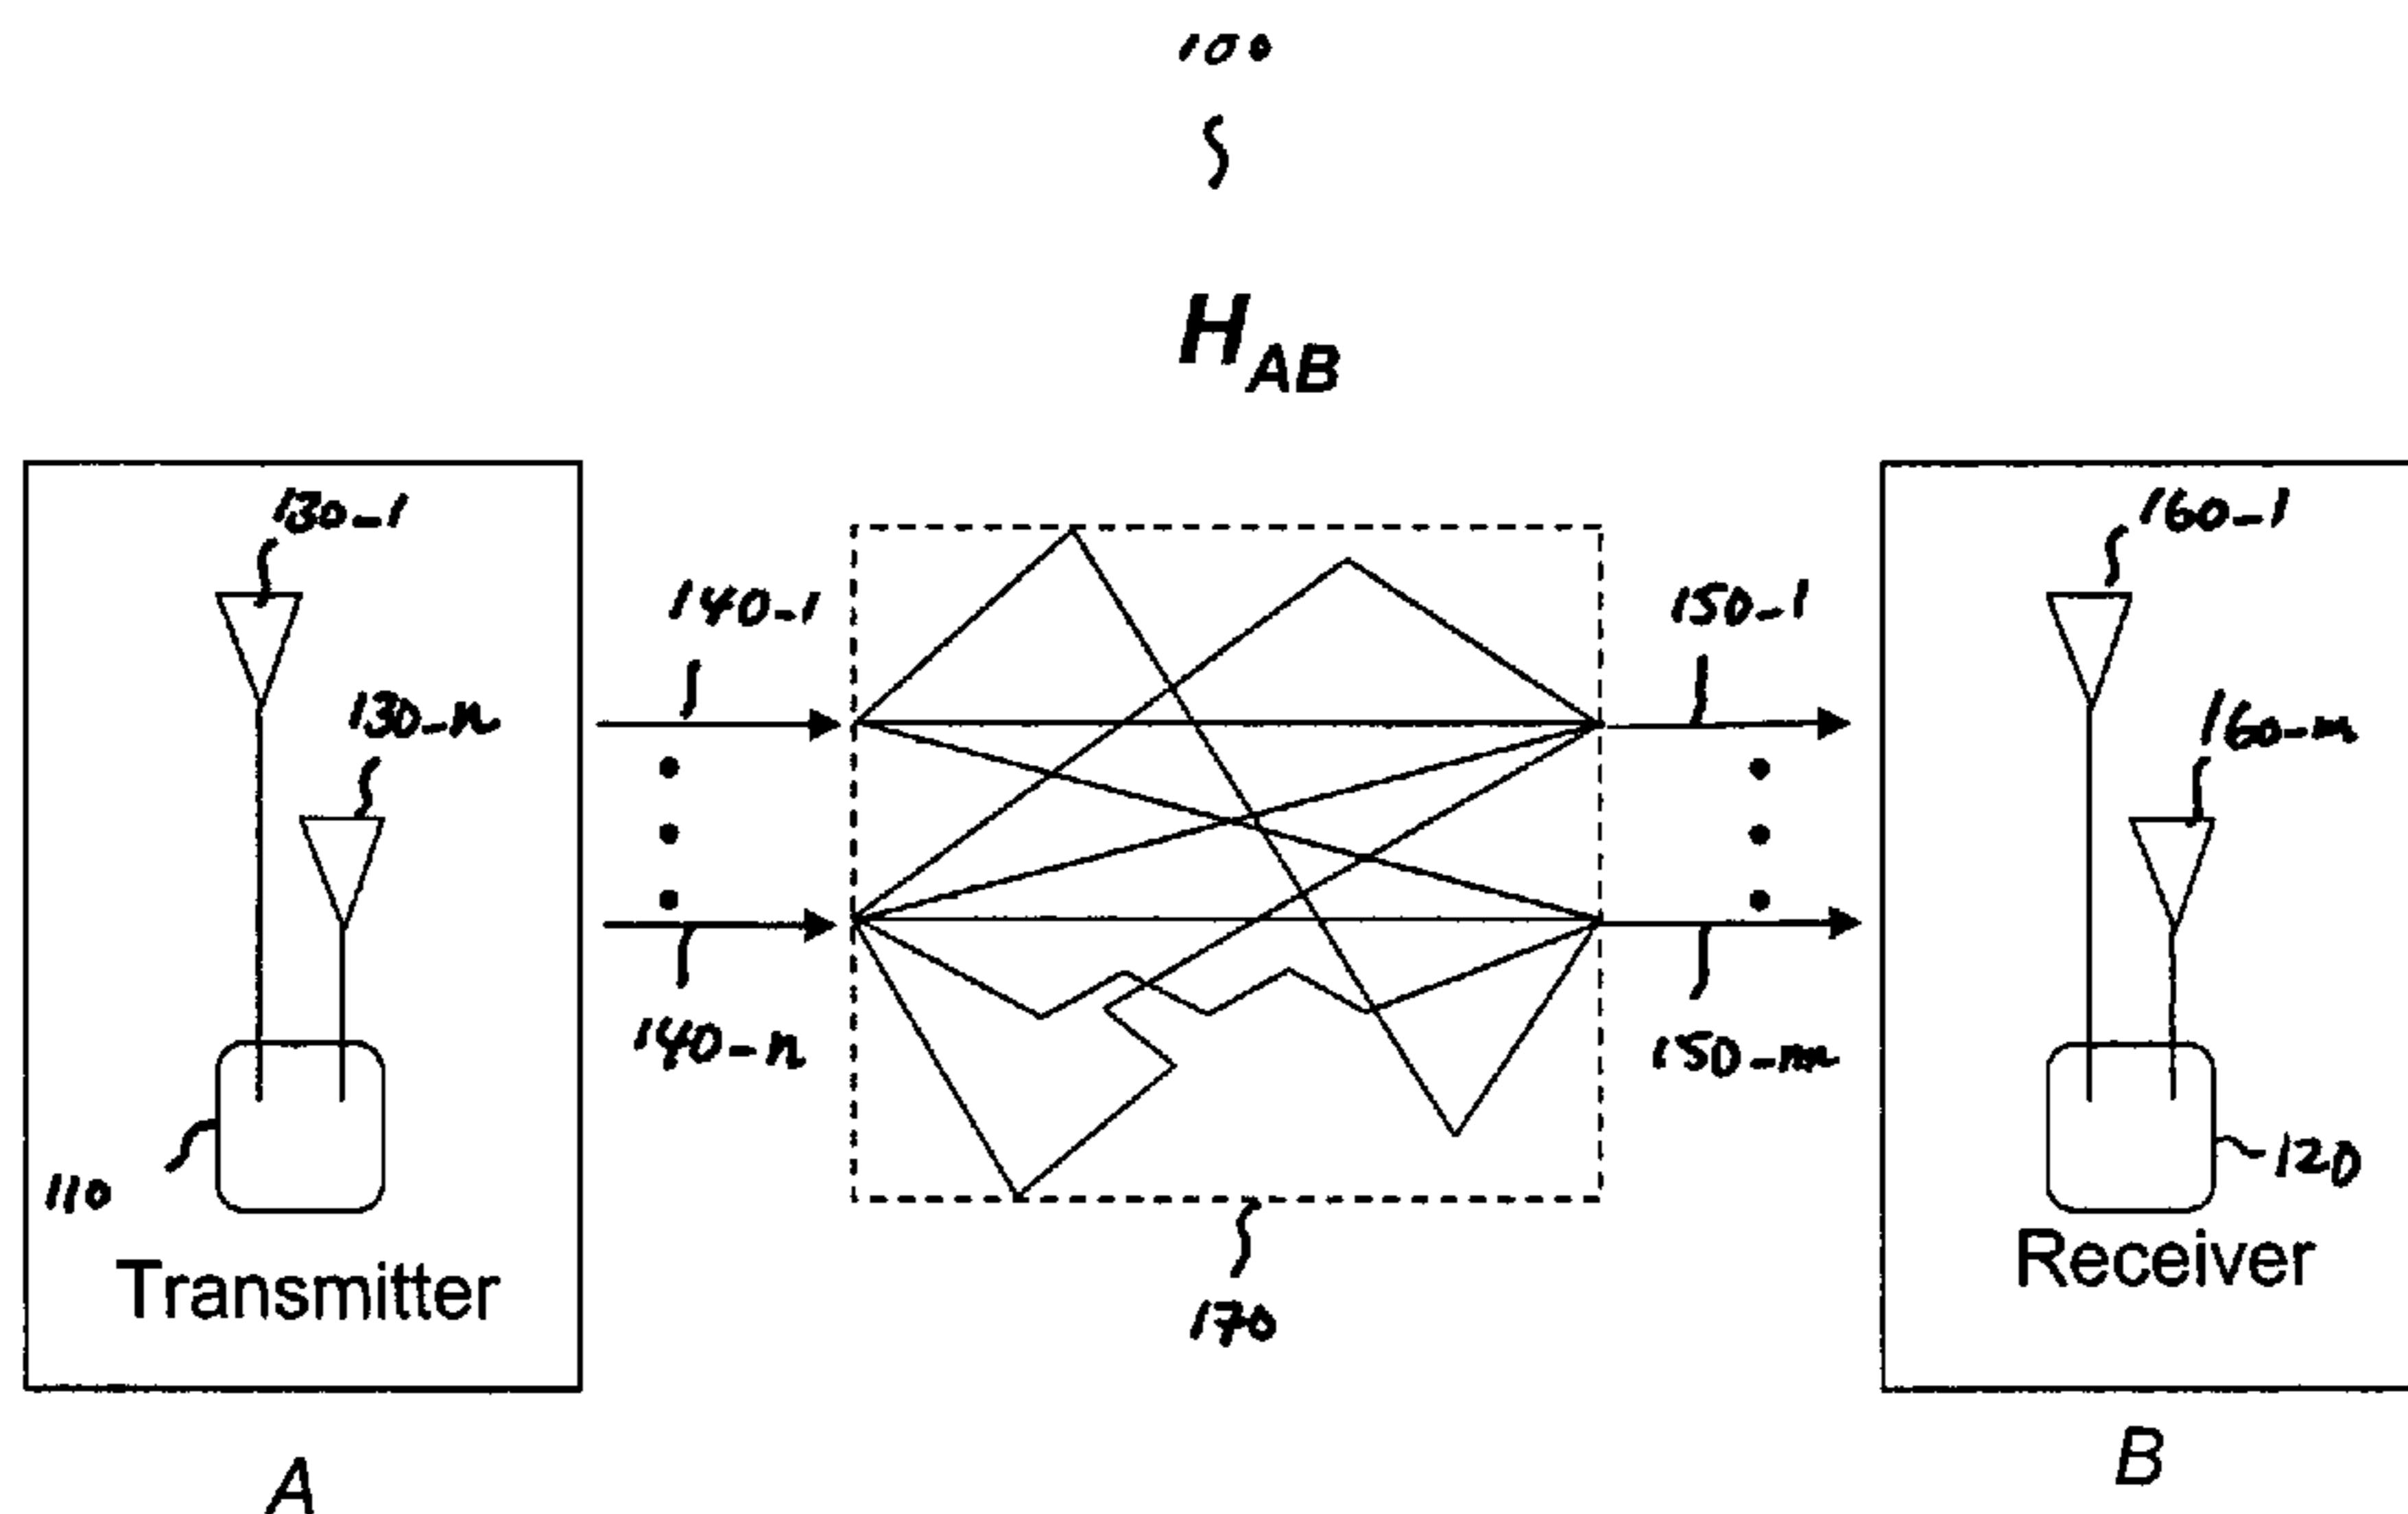 100
H_AB
130-1
160-1
140-1
150-1
130-n
160-m
140-n
150-m
110
120
Transmitter
Receiver
170
A
B